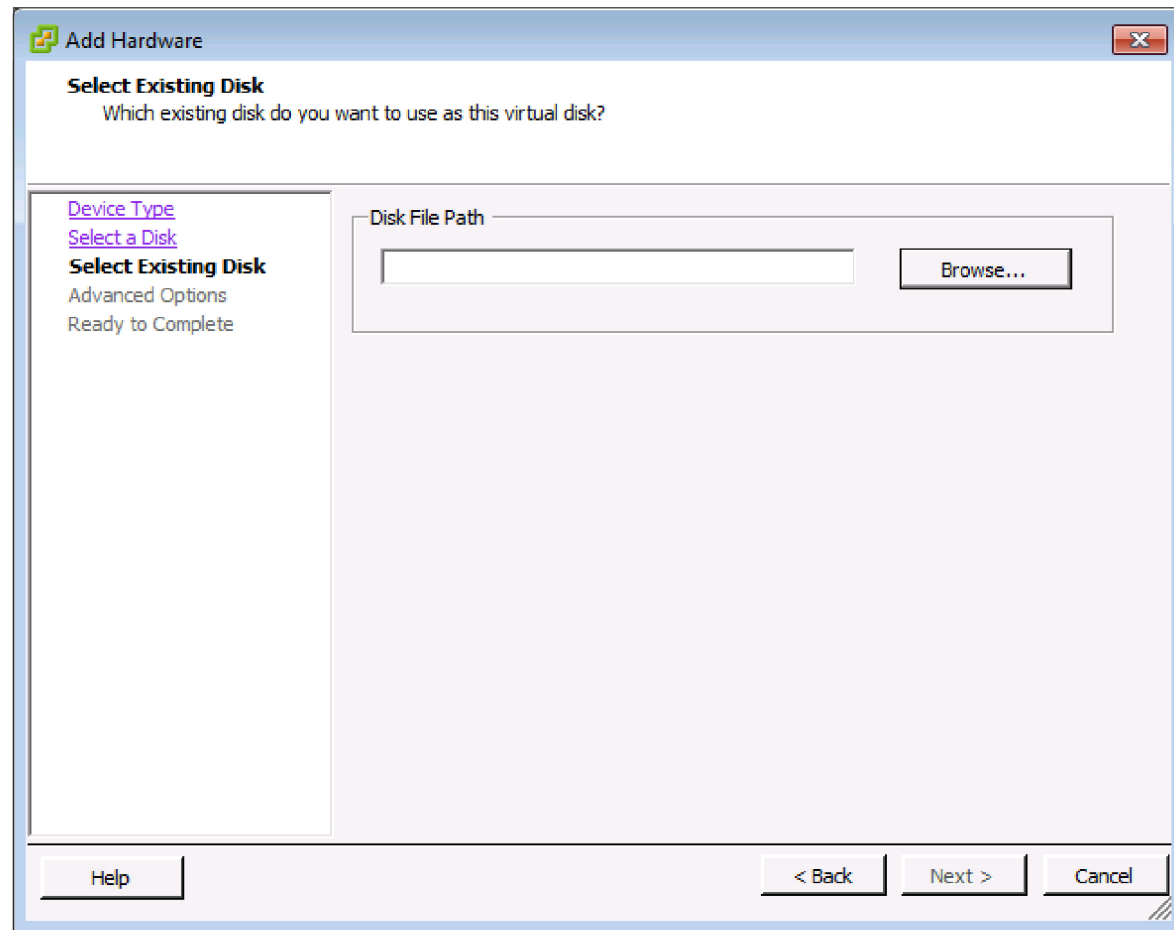 Add Hardware
Select Existing Disk
Which existing disk do you want to use as this virtual disk?
Device Type
Select a Disk
Select Existing Disk
Advanced Options
Ready to Complete
Disk File Path
Browse...
Help
< Back
Next >
Cancel